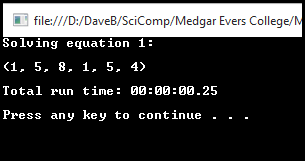 file:///D:/DaveB/SciComp/Medgar Evers College/M
Solving equation 1:
(1, 5, 8, 1, 5, 4)
Total run time: 00:00:00.25
Press any key to continue . . .